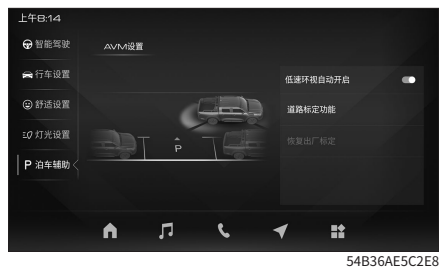 上午8:14
智能驾驶
AVM设置
行车设置
低速环视自动开启
舒适设置
道路标定功能
灯光设置
恢复出厂标定
P
P 泊车辅助
54B36AE5C2E8